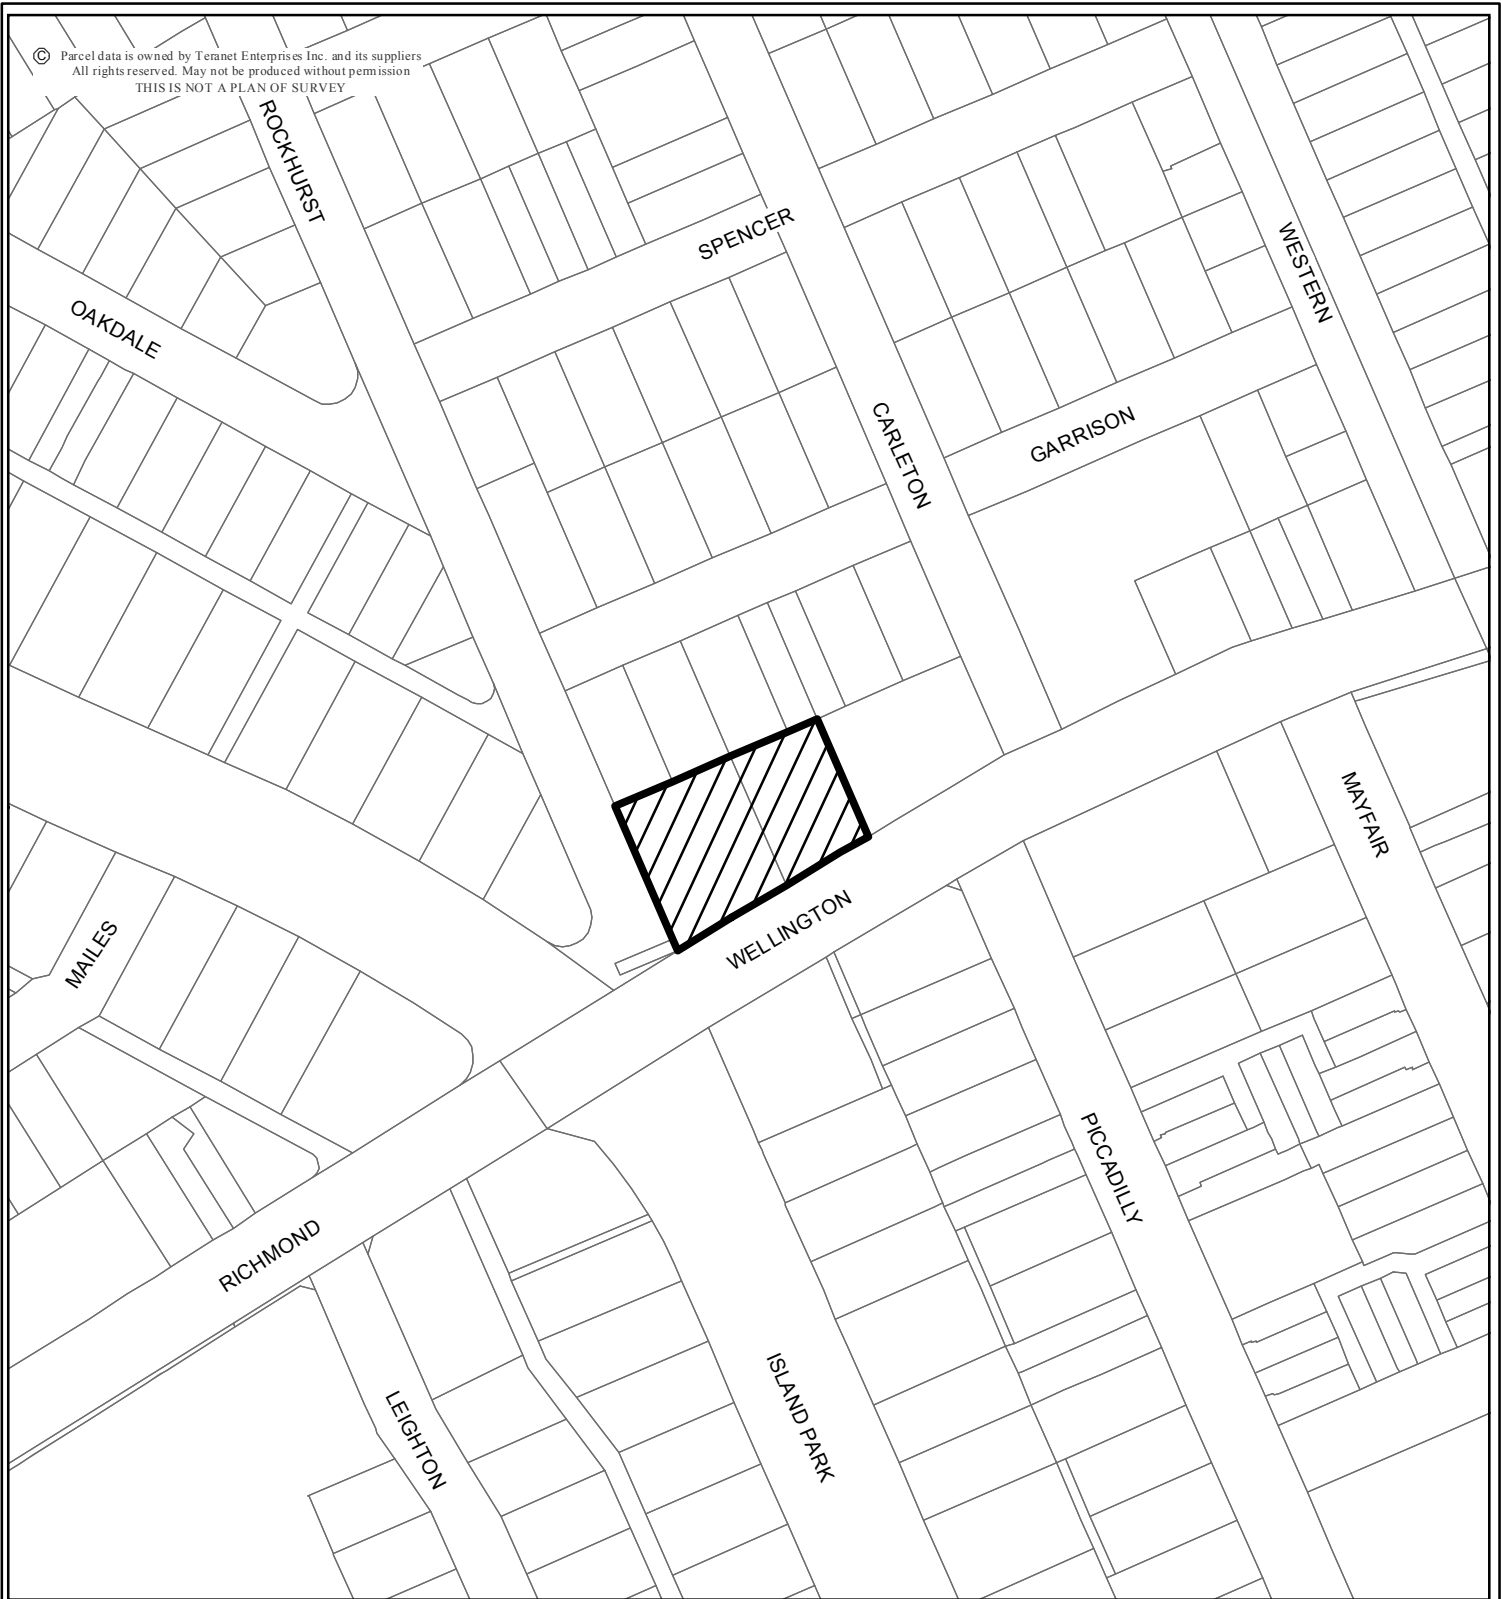 © Parcel data is owned by Teranet Enterprises Inc. and its suppliers
All rights reserved. May not be produced without permission
THIS IS NOT A PLAN OF SURVEY
ROCKHURST
SPENCER
WESTERN
OAKDALE
CARLETON
GARRISON
MAYFAIR
WELLINGTON
MAILES
PICCADILLY
RICHMOND
ISLAND PARK
LEIGHTON